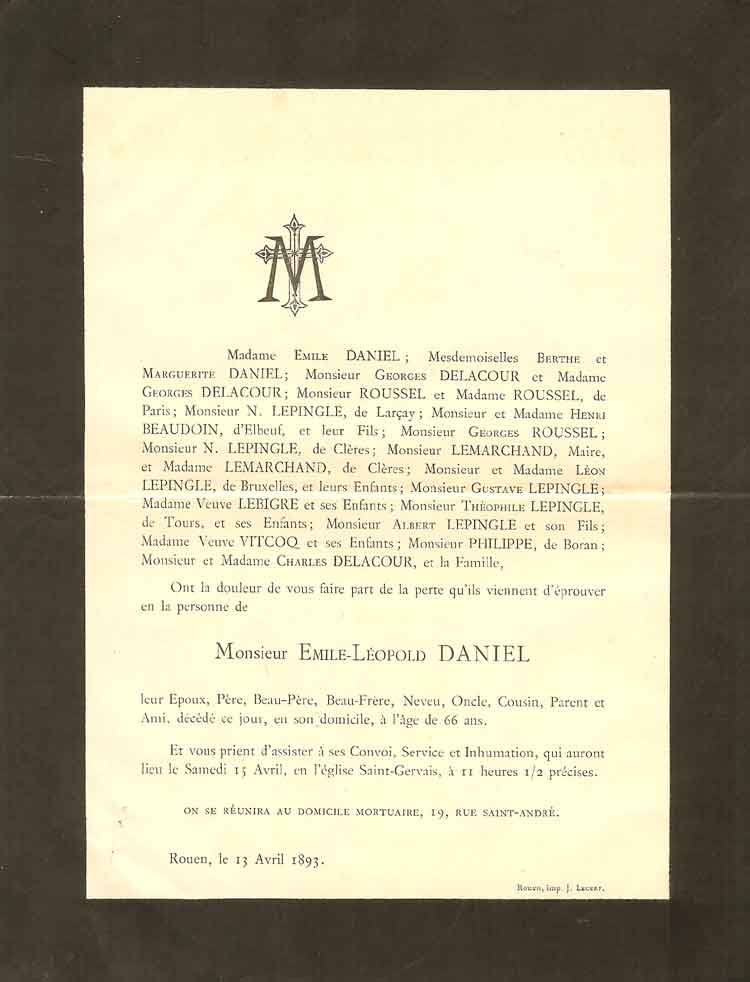 M
Madame EMILE DANIEL ; Mesdemoiselles BERTHE et
MARGUERITE DANIEL; Monsieur GEORGES DELACOUR et Madame
GEORGES DELACOUR; Monsieur ROUSSEL et Madame ROUSSEL, de
Paris; Monsieur N. LEPINGLE, de Larçay; Monsieur et Madame HENRI
BEAUDOIN, d'Elbeuf, et leur Fils; Monsieur GEORGES ROUSSEL;
Monsieur N. LEPINGLE, de Clères; Monsieur LEMARCHAND, Maire,
et Madame LEMARCHAND, de Clères; Monsieur et Madame LÉON
LEPINGLE, de Bruxelles, et leurs Enfants; Monsieur GUSTAVE LEPINGLE;
Madame Veuve LEBIGRE et ses Enfants; Monsieur THÉOPHILE LEPINGLE,
de Tours, et ses Enfants; Monsieur ALBERT LEPINGLE et son Fils;
Madame Veuve VITCOQ et ses Enfants; Monsieur PHILIPPE, de Boran;
Monsieur et Madame CHARLES DELACOUR, et la Famille,
Ont la douleur de vous faire part de la perte qu'ils viennent d'éprouver
en la personne de
Monsieur EMILE-LÉOPOLD DANIEL
leur Epoux, Père, Beau-Père, Beau-Frère, Neveu, Oncle, Cousin, Parent et
Ami, décédé ce jour, en son domicile, à l'âge de 66 ans.
Et vous prient d'assister à ses Convoi, Service et Inhumation, qui auront
lieu le Samedi 15 Avril, en l'église Saint-Gervais, à 11 heures 1/2 précises.
ON SE RÉUNIRA AU DOMICILE MORTUAIRE, 19, RUE SAINT-ANDRÉ.
Rouen, le 13 Avril 1893.
Rouen, Imp. J. LECERF.